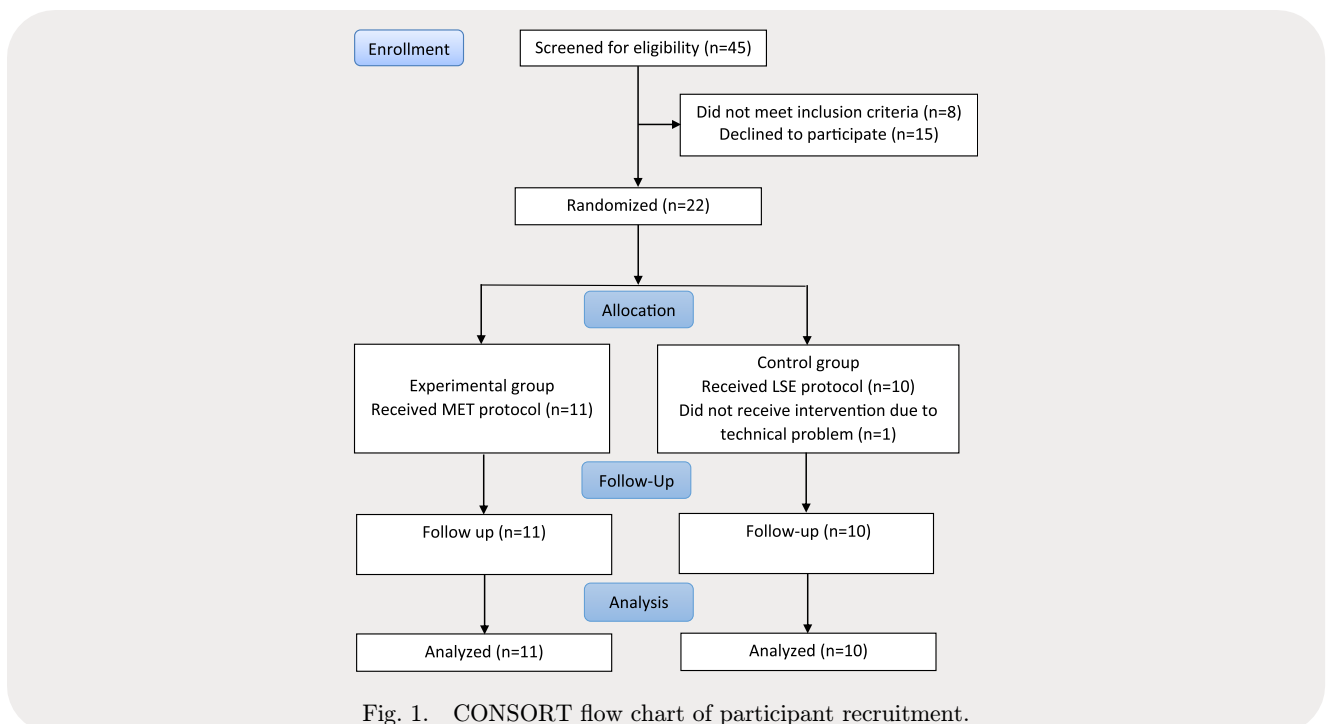 Enrollment
Screened for eligibility (n=45)
Did not meet inclusion criteria (n=8)
Declined to participate (n=15)
Randomized (n=22)
Allocation
Experimental group
Received MET protocol (n=11)
Control group
Received LSE protocol (n=10)
Did not receive intervention due to
technical problem (n=1)
Follow-Up
Follow up (n=11)
Follow-up (n=10)
Analysis
Analyzed (n=11)
Analyzed (n=10)
Fig. 1. CONSORT flow chart of participant recruitment.